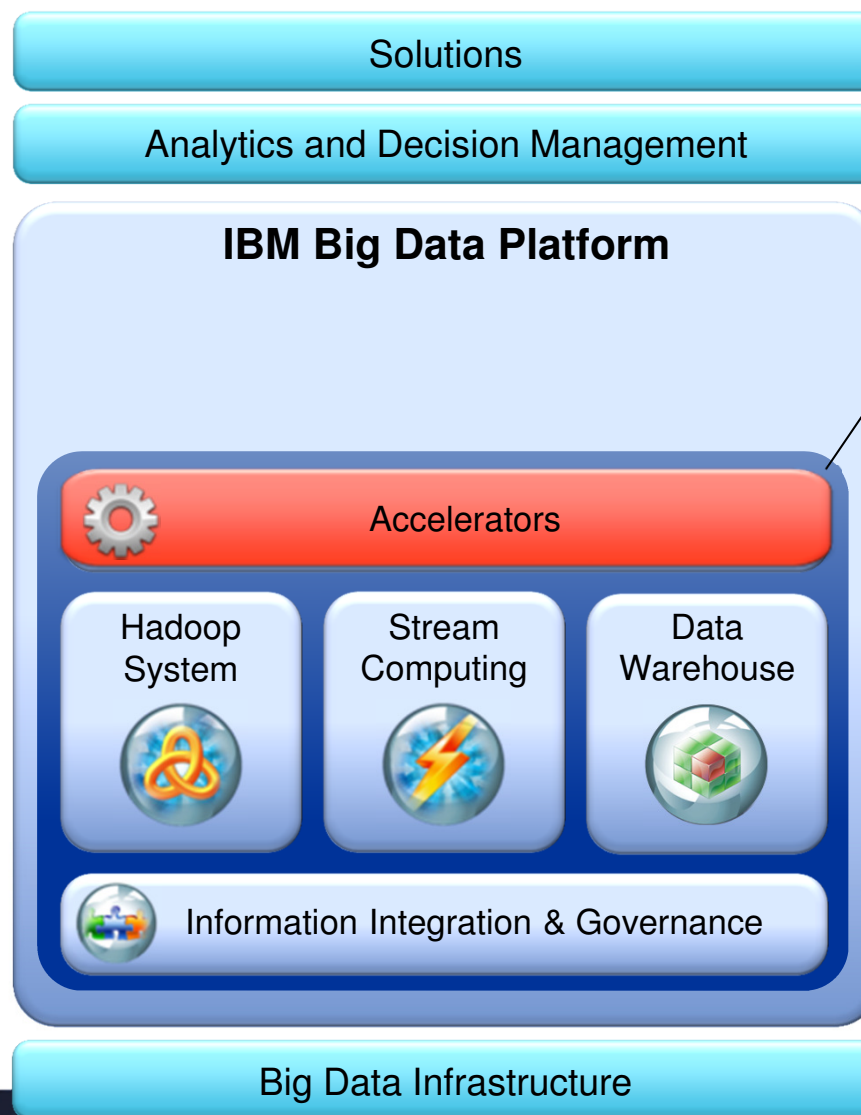 Solutions
Analytics and Decision Management
IBM Big Data Platform
Accelerators
Hadoop
System
Stream
Computing
Data
Warehouse
Information Integration & Governance
Big Data Infrastructure